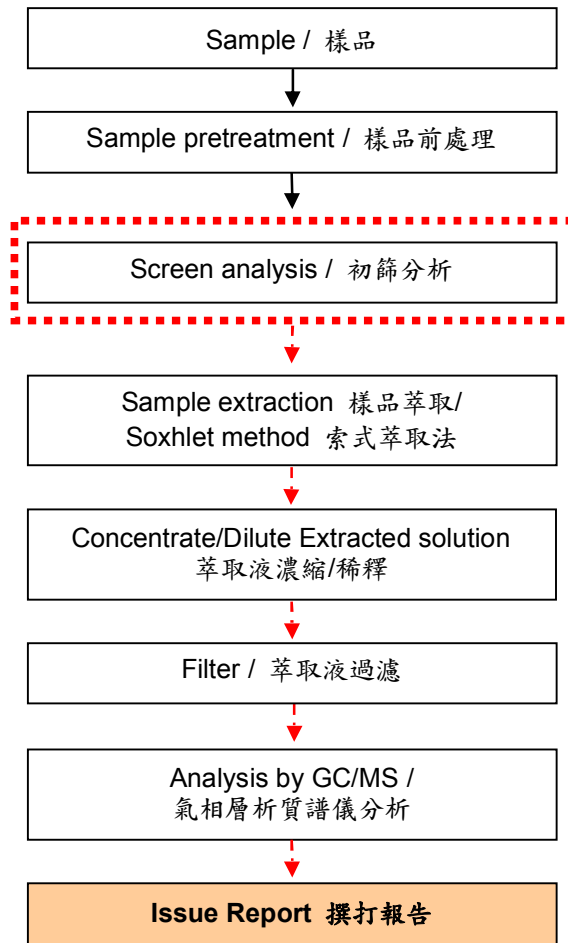 Sample / 樣品
Sample pretreatment / 樣品前處理
Screen analysis / 初篩分析
Sample extraction 樣品萃取/
Soxhlet method 索式萃取法
Concentrate/Dilute Extracted solution
萃取液濃縮/稀釋
Filter / 萃取液過濾
Analysis by GC/MS /
氣相層析質譜儀分析
Issue Report 撰打報告